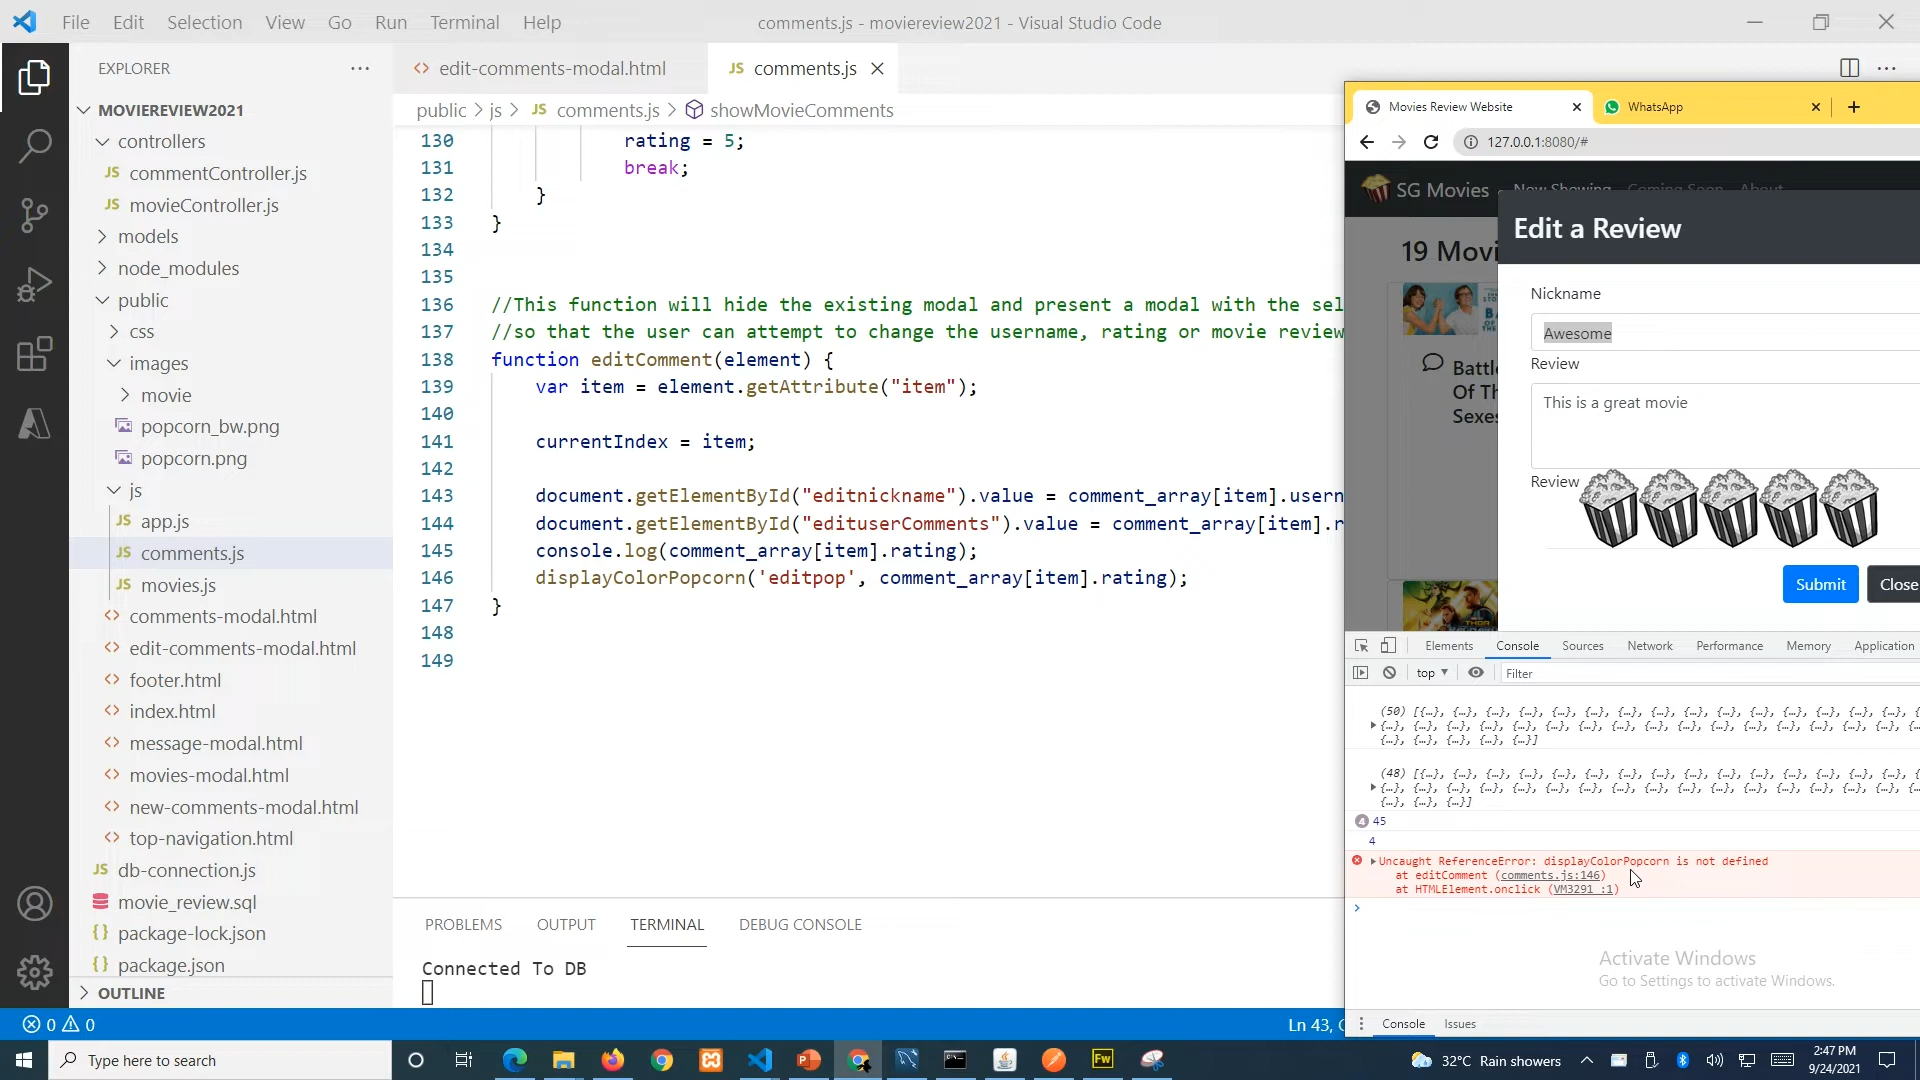 File Edit Selection View Go Run Terminal Help
comments.js - moviereview2021 - Visual Studio Code
EXPLORER
MOVIEREVIEW2021
controllers
JS commentController.js
JS movieController.js
models
node_modules
public
css
images
movie
popcorn_bw.png
popcorn.png
js
JS app.js
JS comments.js
JS movies.js
comments-modal.html
edit-comments-modal.html
footer.html
index.html
message-modal.html
movies-modal.html
new-comments-modal.html
top-navigation.html
JS db-connection.js
movie_review.sql
{} package-lock.json
{} package.json
OUTLINE
edit-comments-modal.html
JS comments.js
public > js > JS comments.js > showMovieComments
130 rating = 5;
131 break;
132 }
133 }
134
135
136 //This function will hide the existing modal and present a modal with the sel
137 //so that the user can attempt to change the username, rating or movie review
138 function editComment(element) {
139 var item = element.getAttribute("item");
140
141 currentIndex = item;
142
143 document.getElementById("editnickname").value = comment_array[item].usern
144 document.getElementById("edituserComments").value = comment_array[item].r
145 console.log(comment_array[item].rating);
146 displayColorPopcorn('editpop', comment_array[item].rating);
147 }
148
149
PROBLEMS OUTPUT TERMINAL DEBUG CONSOLE
Connected To DB
0 0
Ln 43,
Movies Review Website
WhatsApp
127.0.0.1:8080/#
SG Movies Now Showing Coming Soon About
19 Movi
Battle
Of Th
Sexes
Edit a Review
Nickname
Awesome
Review
This is a great movie
Review
Submit
Close
Elements Console Sources Network Performance Memory Application
top
Filter
(50) [{…}, {…}, {…}, {…}, {…}, {…}, {…}, {…}, {…}, {…}, {…}, {…}, {…}, {…}, {
{…}, {…}, {…}, {…}, {…}, {…}, {…}, {…}, {…}, {…}, {…}, {…}, {…}, {…}, {…}, {…}, {
{…}, {…}, {…}, {…}, {…}]
(48) [{…}, {…}, {…}, {…}, {…}, {…}, {…}, {…}, {…}, {…}, {…}, {…}, {…}, {…}, {
{…}, {…}, {…}, {…}, {…}, {…}, {…}, {…}, {…}, {…}, {…}, {…}, {…}, {…}, {…}, {…}, {
{…}, {…}, {…}]
4 45
4
Uncaught ReferenceError: displayColorPopcorn is not defined
at editComment (comments.js:146)
at HTMLElement.onclick (VM3291 :1)
Activate Windows
Go to Settings to activate Windows.
Console Issues
Type here to search
32°C Rain showers
2:47 PM
9/24/2021